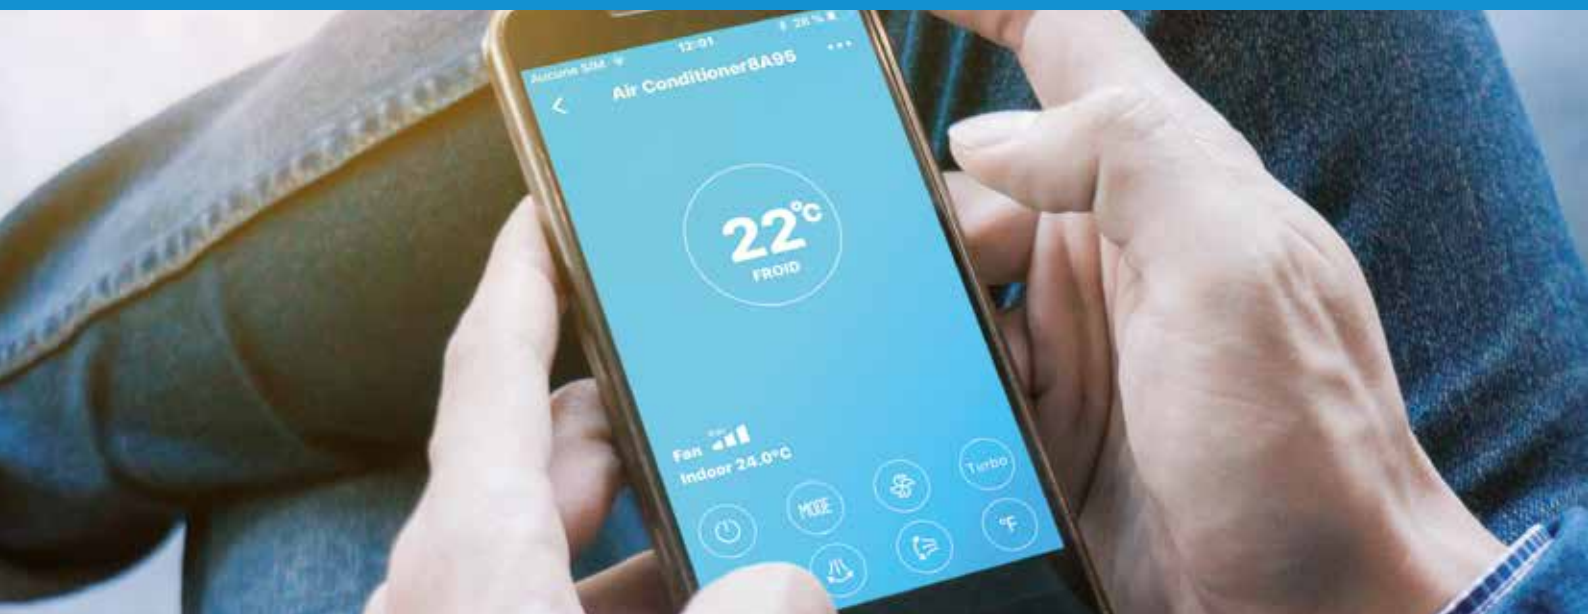 Aucune SIM 12:01 28 %
Air Conditioner8A95
22°C
FROID
Fan
Indoor 24.0°C
MODE Turbo
°F